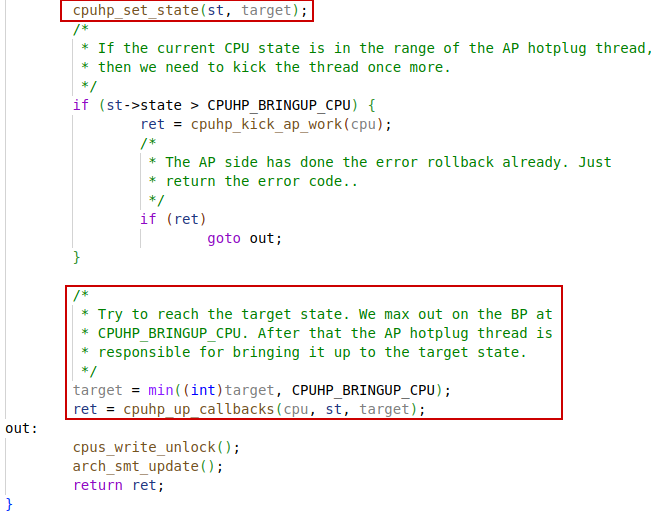 cpuhp_set_state(st, target);
/*
 * If the current CPU state is in the range of the AP hotplug thread,
 * then we need to kick the thread once more.
 */
if (st->state > CPUHP_BRINGUP_CPU) {
ret = cpuhp_kick_ap_work(cpu);
/*
 * The AP side has done the error rollback already. Just
 * return the error code..
 */
if (ret)
goto out;
}
/*
 * Try to reach the target state. We max out on the BP at
 * CPUHP_BRINGUP_CPU. After that the AP hotplug thread is
 * responsible for bringing it up to the target state.
 */
target = min((int)target, CPUHP_BRINGUP_CPU);
ret = cpuhp_up_callbacks(cpu, st, target);
out:
cpus_write_unlock();
arch_smt_update();
return ret;
}